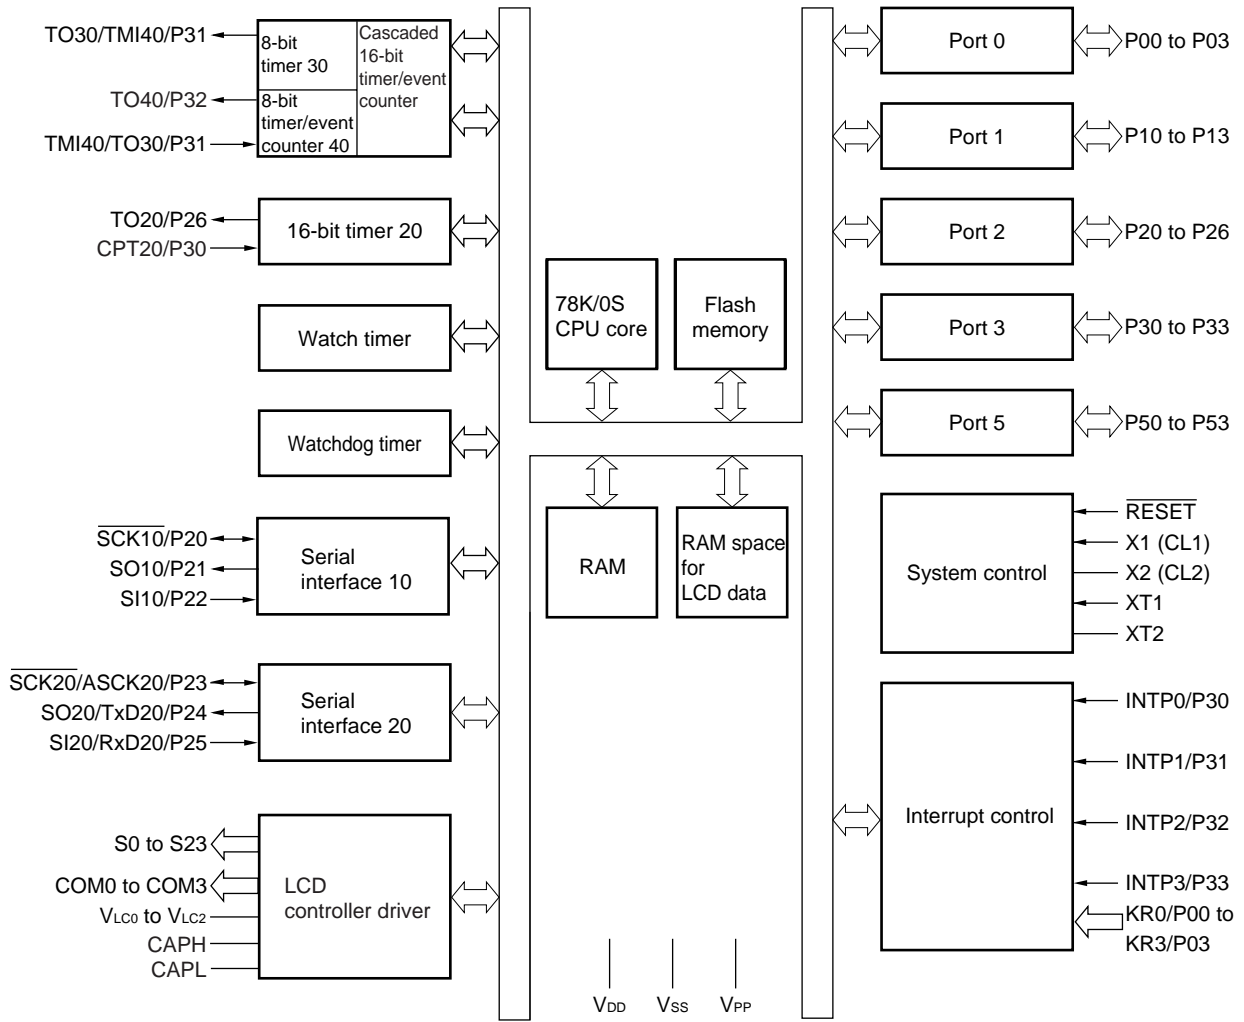 TO30/TMI40/P31
TO40/P32
TMI40/TO30/P31
8-bit
timer 30
8-bit
timer/event
counter 40
Cascaded
16-bit
timer/event
counter
TO20/P26
CPT20/P30
16-bit timer 20
Watch timer
Watchdog timer
SCK10/P20
SO10/P21
SI10/P22
Serial
interface 10
SCK20/ASCK20/P23
SO20/TxD20/P24
SI20/RxD20/P25
Serial
interface 20
S0 to S23
COM0 to COM3
VLC0 to VLC2
CAPH
CAPL
LCD
controller driver
78K/0S
CPU core
Flash
memory
RAM
RAM space
for
LCD data
VDD
VSS
VPP
Port 0
P00 to P03
Port 1
P10 to P13
Port 2
P20 to P26
Port 3
P30 to P33
Port 5
P50 to P53
System control
RESET
X1 (CL1)
X2 (CL2)
XT1
XT2
Interrupt control
INTP0/P30
INTP1/P31
INTP2/P32
INTP3/P33
KR0/P00 to
KR3/P03